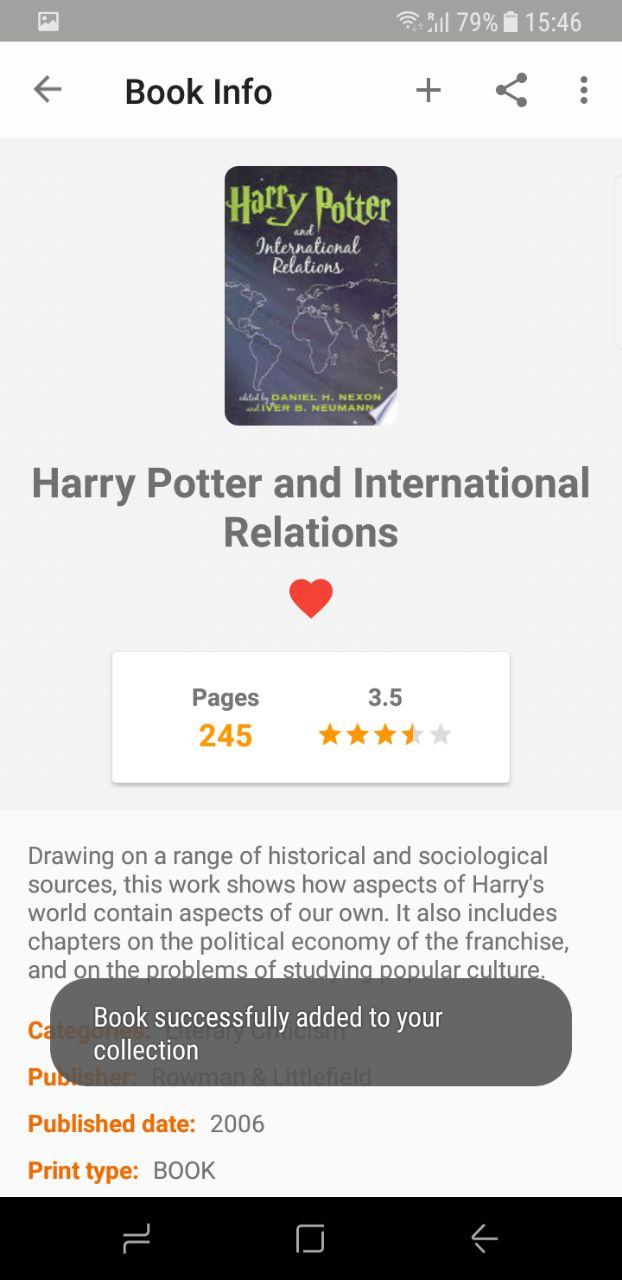 R 79% 15:46
Book Info
Harry Potter
and
International
Relations
edited by DANIEL H. NEXON
and IVER B. NEUMANN
Harry Potter and International
Relations
Pages 3.5
245
Drawing on a range of historical and sociological
sources, this work shows how aspects of Harry's
world contain aspects of our own. It also includes
chapters on the political economy of the franchise,
and on the problems of studying popular culture.
Categories: Literary Criticism
Book successfully added to your
collection
Publisher: Rowman & Littlefield
Published date: 2006
Print type: BOOK